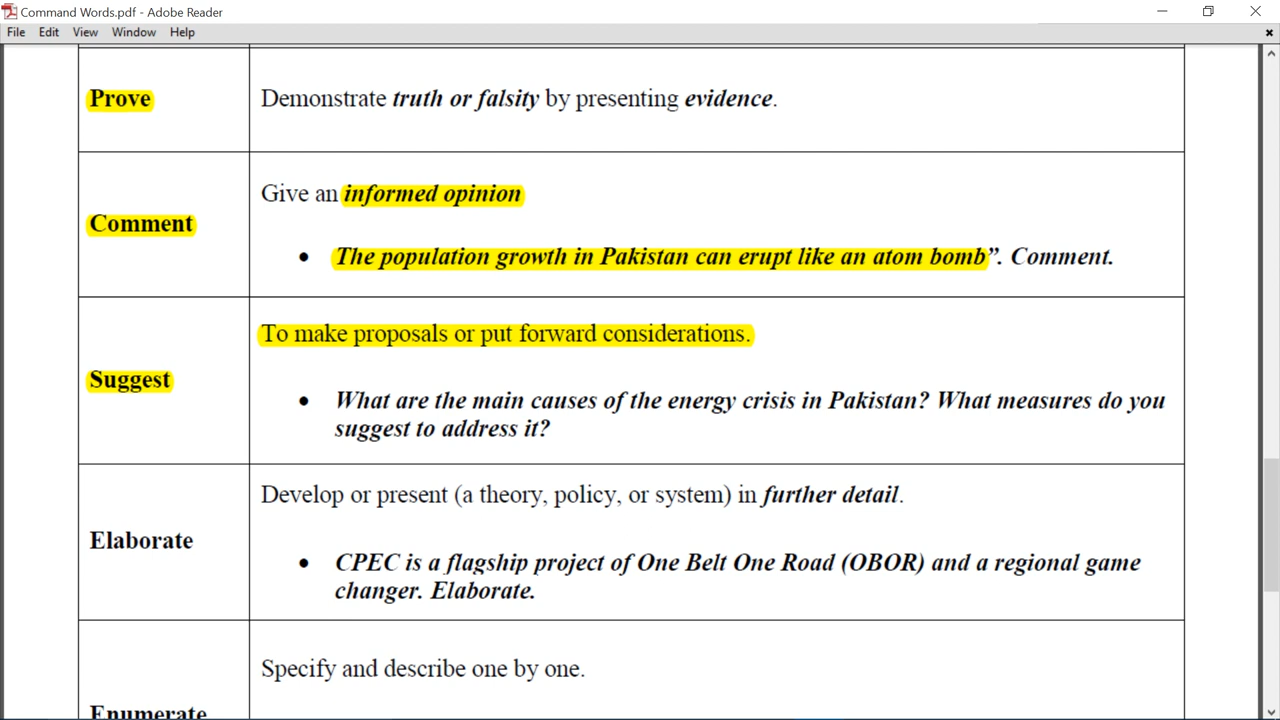 Command Words.pdf - Adobe Reader
File Edit View Window Help
Prove
Demonstrate truth or falsity by presenting evidence.
Comment
Give an informed opinion
• The population growth in Pakistan can erupt like an atom bomb”. Comment.
Suggest
To make proposals or put forward considerations.
• What are the main causes of the energy crisis in Pakistan? What measures do you
suggest to address it?
Elaborate
Develop or present (a theory, policy, or system) in further detail.
• CPEC is a flagship project of One Belt One Road (OBOR) and a regional game
changer. Elaborate.
Enumerate
Specify and describe one by one.